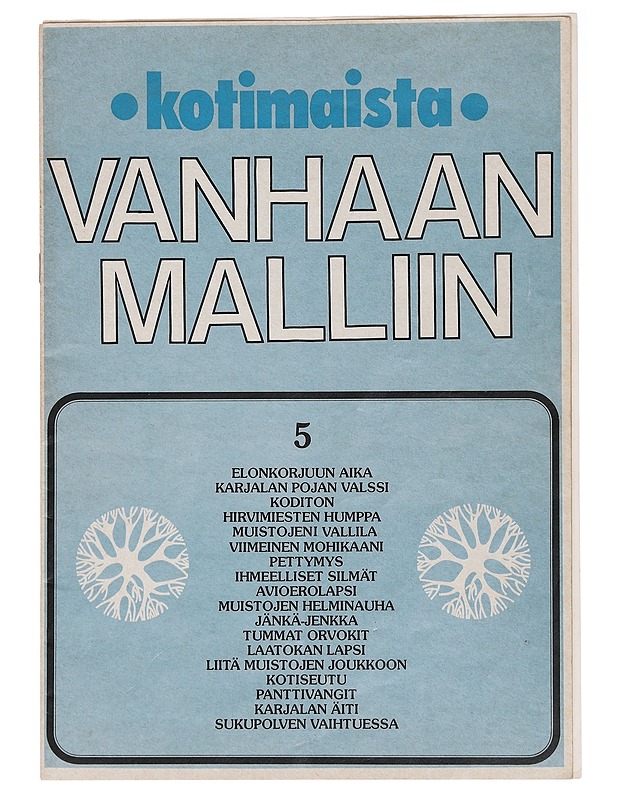 •kotimaista•
VANHAAN
MALLIIN
5
ELONKORJUUN AIKA
KARJALAN POJAN VALSSI
KODITON
HIRVIMIESTEN HUMPPA
MUISTOJENI VALLILA
VIIMEINEN MOHIKAANI
PETTYMYS
IHMEELLISET SILMÄT
AVIOEROLAPSI
MUISTOJEN HELMINAUHA
JÄNKÄ-JENKKA
TUMMAT ORVOKIT
LAATOKAN LAPSI
LIITÄ MUISTOJEN JOUKKOON
KOTISEUTU
PANTTIVANGIT
KARJALAN ÄITI
SUKUPOLVEN VAIHTUESSA